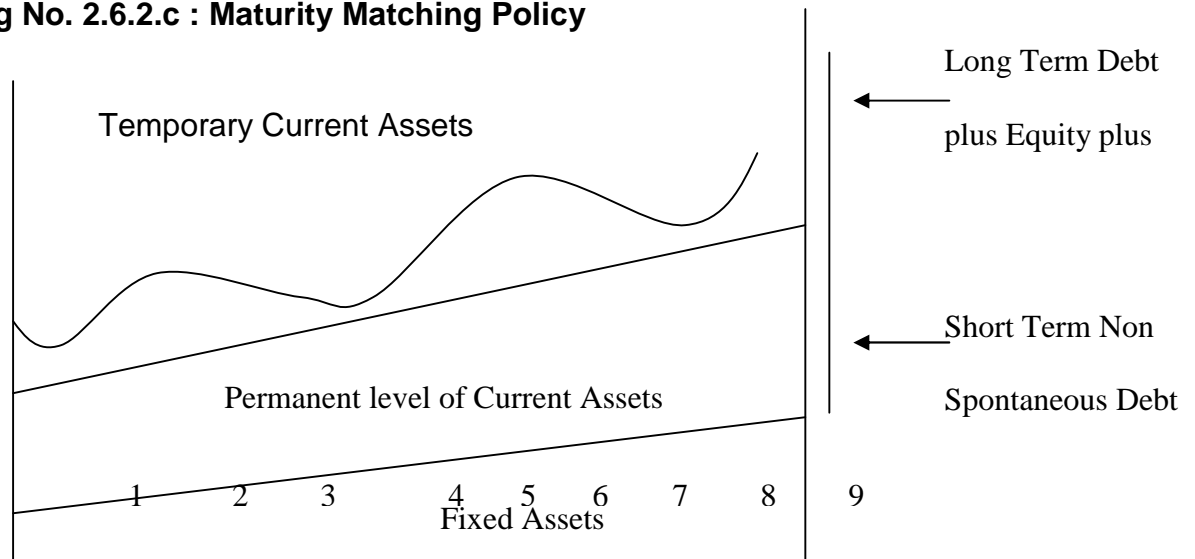 g No. 2.6.2.c : Maturity Matching Policy
Long Term Debt
Temporary Current Assets
plus Equity plus
Short Term Non
Permanent level of Current Assets
Spontaneous Debt
1 2 3 4 5 6 7 8 9
Fixed Assets